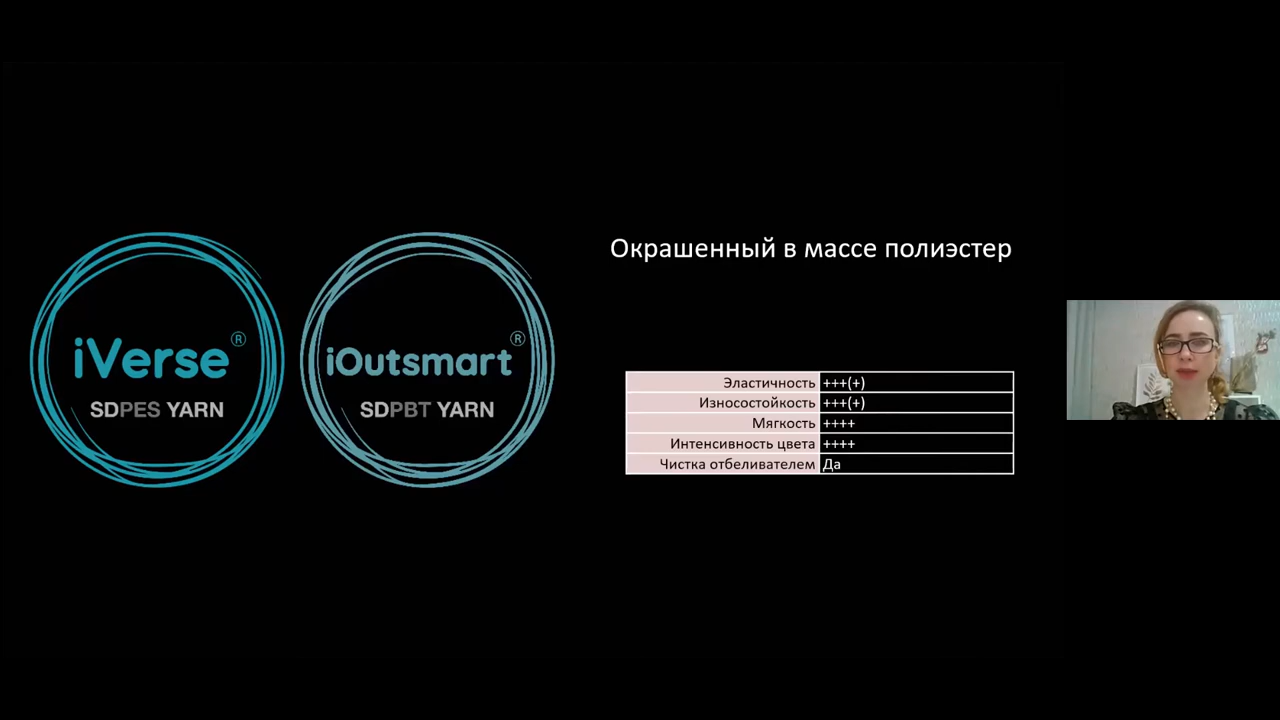 iVerse®
SDPES YARN
iOutsmart®
SDPBT YARN
Окрашенный в массе полиэстер
Эластичность +++(+)
Износостойкость +++(+)
Мягкость ++++
Интенсивность цвета ++++
Чистка отбеливателем Да